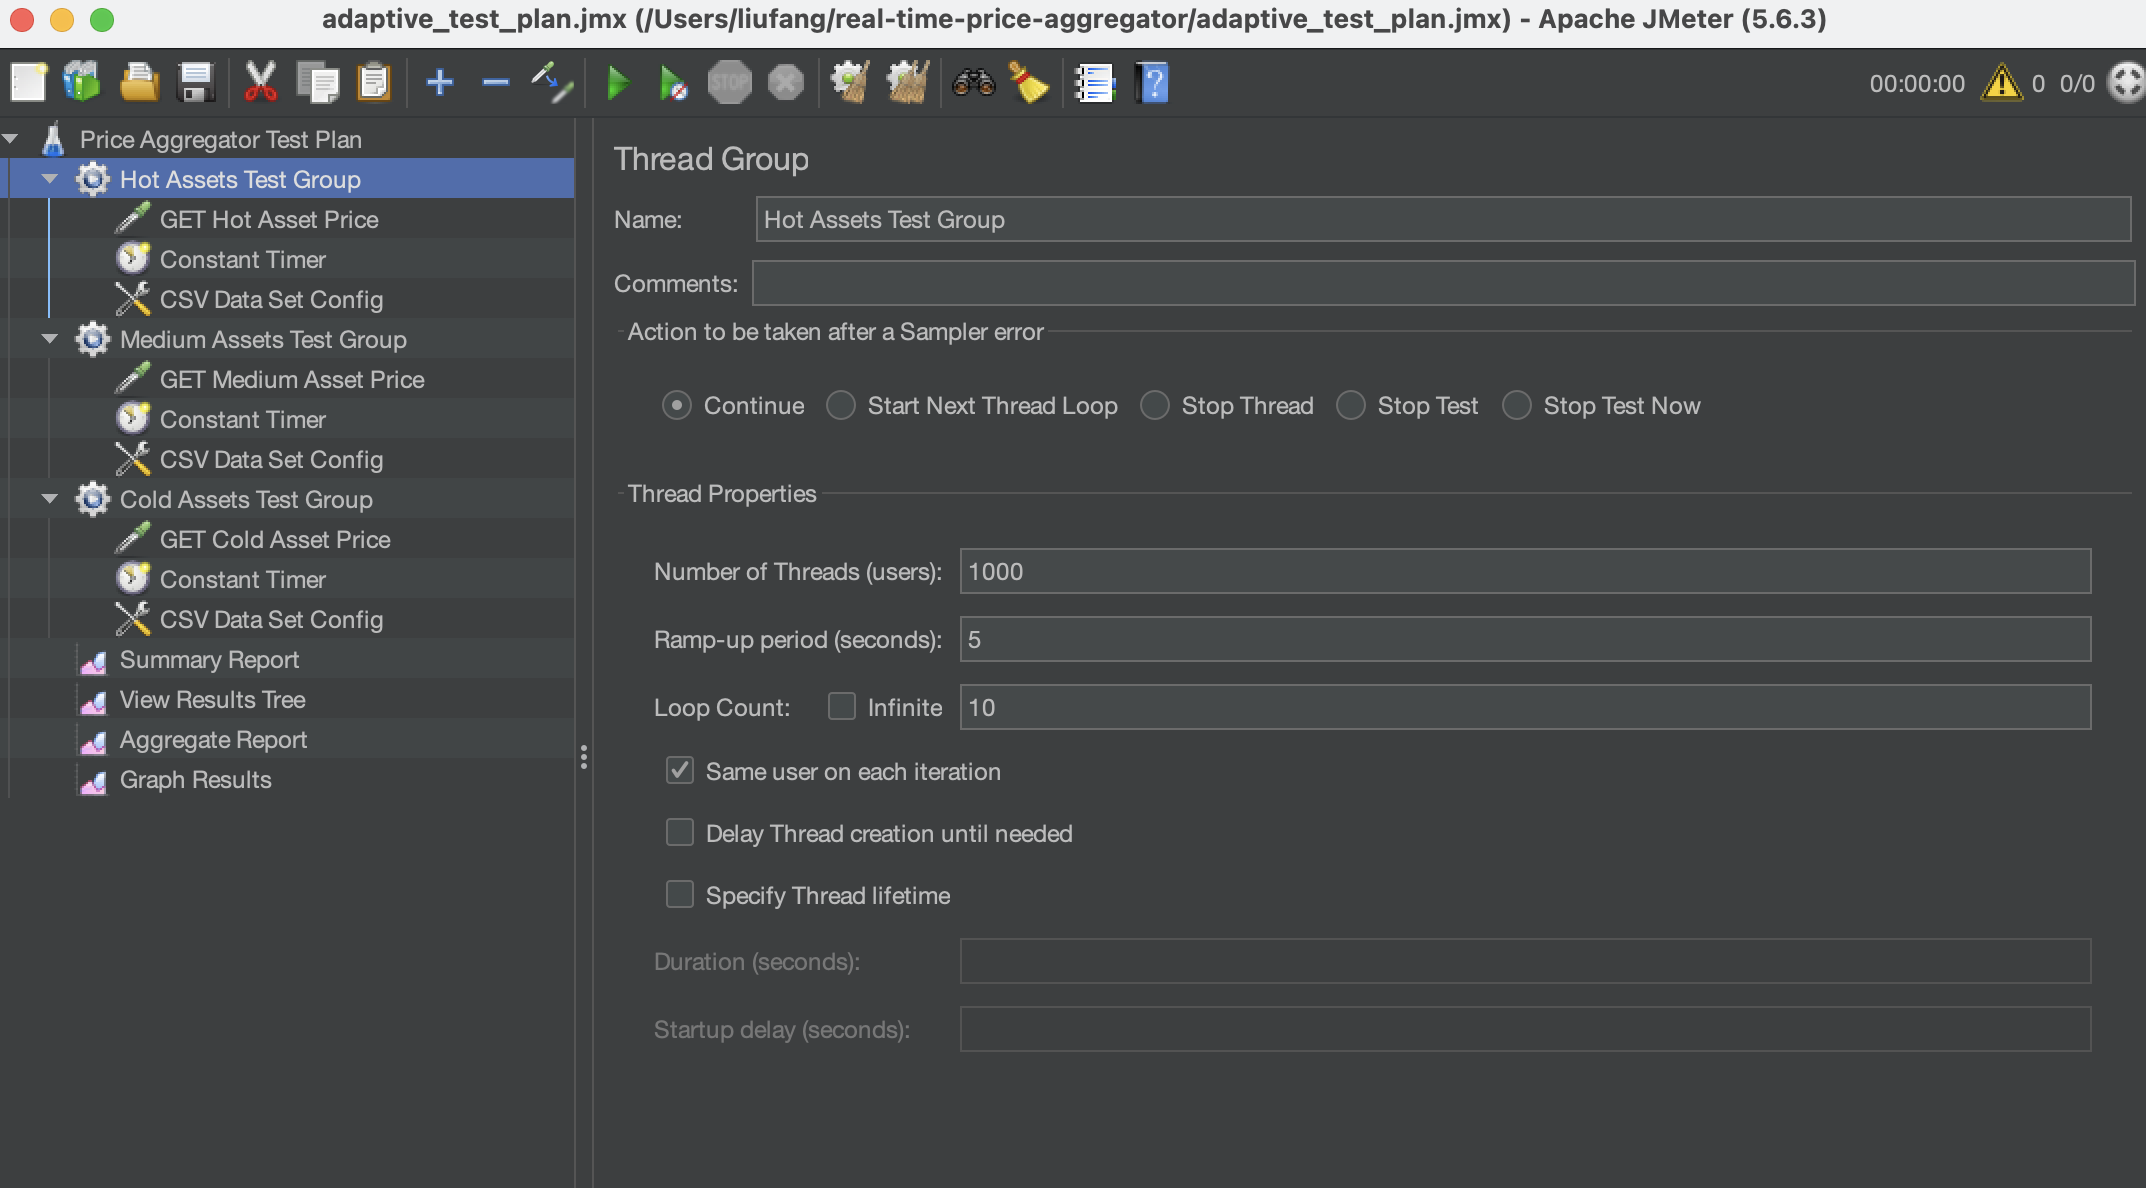 adaptive_test_plan.jmx (/Users/liufang/real-time-price-aggregator/adaptive_test_plan.jmx) - Apache JMeter (5.6.3)
STOP
00:00:00 0 0/0
Price Aggregator Test Plan
Hot Assets Test Group
GET Hot Asset Price
Constant Timer
CSV Data Set Config
Medium Assets Test Group
GET Medium Asset Price
Constant Timer
CSV Data Set Config
Cold Assets Test Group
GET Cold Asset Price
Constant Timer
CSV Data Set Config
Summary Report
View Results Tree
Aggregate Report
Graph Results
Thread Group
Name: Hot Assets Test Group
Comments:
Action to be taken after a Sampler error
Continue Start Next Thread Loop Stop Thread Stop Test Stop Test Now
Thread Properties
Number of Threads (users): 1000
Ramp-up period (seconds): 5
Loop Count: Infinite 10
Same user on each iteration
Delay Thread creation until needed
Specify Thread lifetime
Duration (seconds):
Startup delay (seconds):